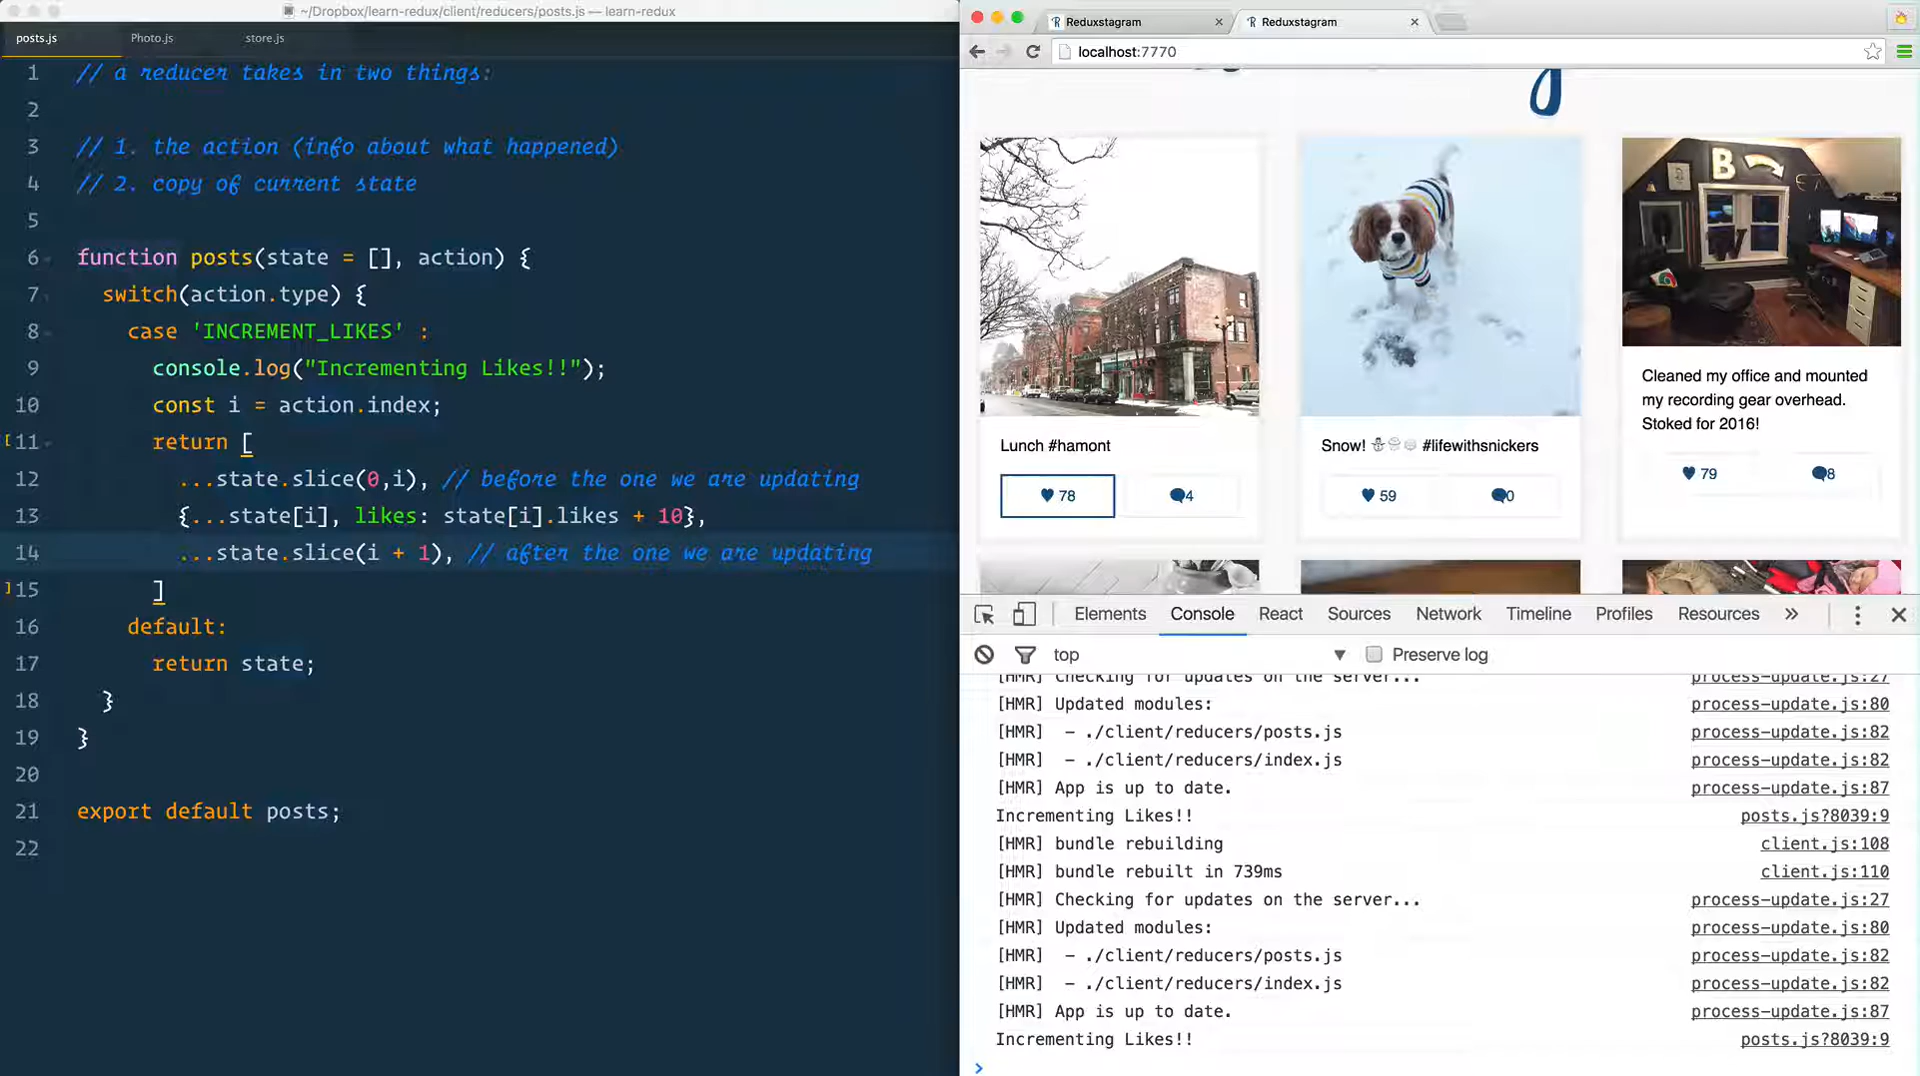 ~/Dropbox/learn-redux/client/reducers/posts.js — learn-redux
posts.js
Photo.js
store.js
1 // a reducer takes in two things:
2
3 // 1. the action (info about what happened)
4 // 2. copy of current state
5
6 function posts(state = [], action) {
7 switch(action.type) {
8 case 'INCREMENT_LIKES' :
9 console.log("Incrementing Likes!!");
10 const i = action.index;
11 return [
12 ...state.slice(0,i), // before the one we are updating
13 {...state[i], likes: state[i].likes + 10},
14 ...state.slice(i + 1), // after the one we are updating
15 ]
16 default:
17 return state;
18 }
19 }
20
21 export default posts;
22
Reduxstagram
Reduxstagram
localhost:7770
B
Lunch #hamont
78
4
Snow! ⛄☃❄ #lifewithsnickers
59
0
Cleaned my office and mounted
my recording gear overhead.
Stoked for 2016!
79
8
Elements Console React Sources Network Timeline Profiles Resources »
top ▼ Preserve log
[HMR] Checking for updates on the server... process-update.js:27
[HMR] Updated modules: process-update.js:80
[HMR]  - ./client/reducers/posts.js process-update.js:82
[HMR]  - ./client/reducers/index.js process-update.js:82
[HMR] App is up to date. process-update.js:87
Incrementing Likes!! posts.js?8039:9
[HMR] bundle rebuilding client.js:108
[HMR] bundle rebuilt in 739ms client.js:110
[HMR] Checking for updates on the server... process-update.js:27
[HMR] Updated modules: process-update.js:80
[HMR]  - ./client/reducers/posts.js process-update.js:82
[HMR]  - ./client/reducers/index.js process-update.js:82
[HMR] App is up to date. process-update.js:87
Incrementing Likes!! posts.js?8039:9